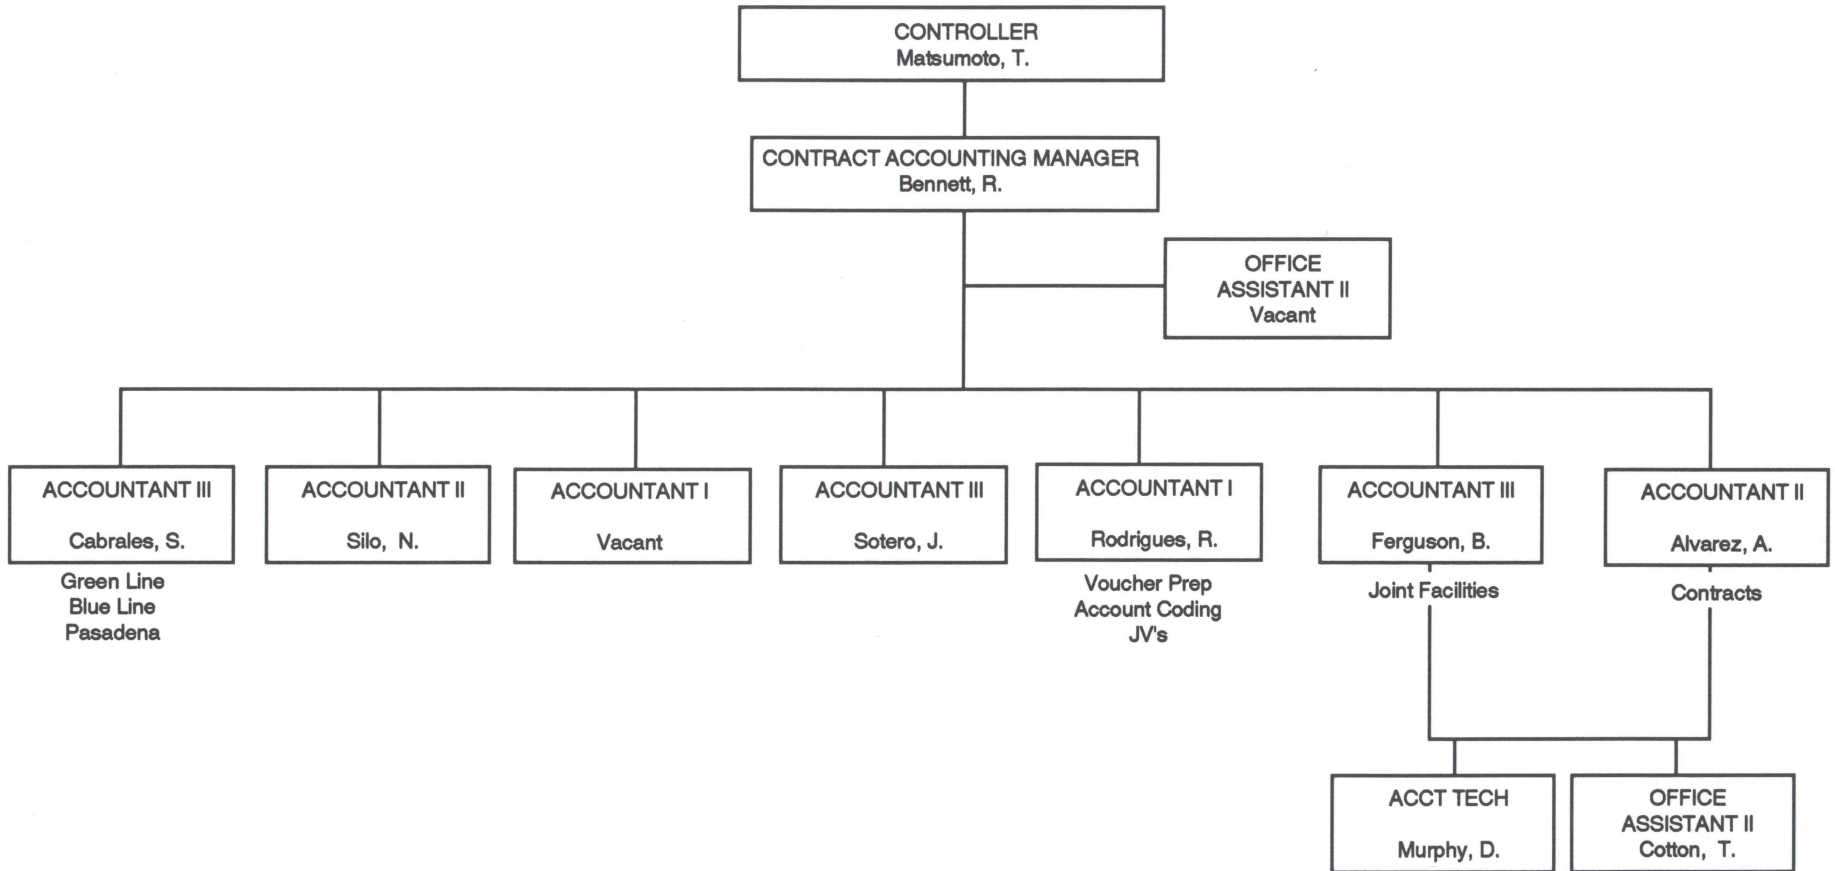 CONTROLLER
Matsumoto, T.
CONTRACT ACCOUNTING MANAGER
Bennett, R.
OFFICE
ASSISTANT II
Vacant
ACCOUNTANT III
Cabrales, S.
Green Line
Blue Line
Pasadena
ACCOUNTANT II
Silo, N.
ACCOUNTANT I
Vacant
ACCOUNTANT III
Sotero, J.
ACCOUNTANT I
Rodrigues, R.
Voucher Prep
Account Coding
JV's
ACCOUNTANT III
Ferguson, B.
Joint Facilities
ACCOUNTANT II
Alvarez, A.
Contracts
ACCT TECH
Murphy, D.
OFFICE
ASSISTANT II
Cotton, T.